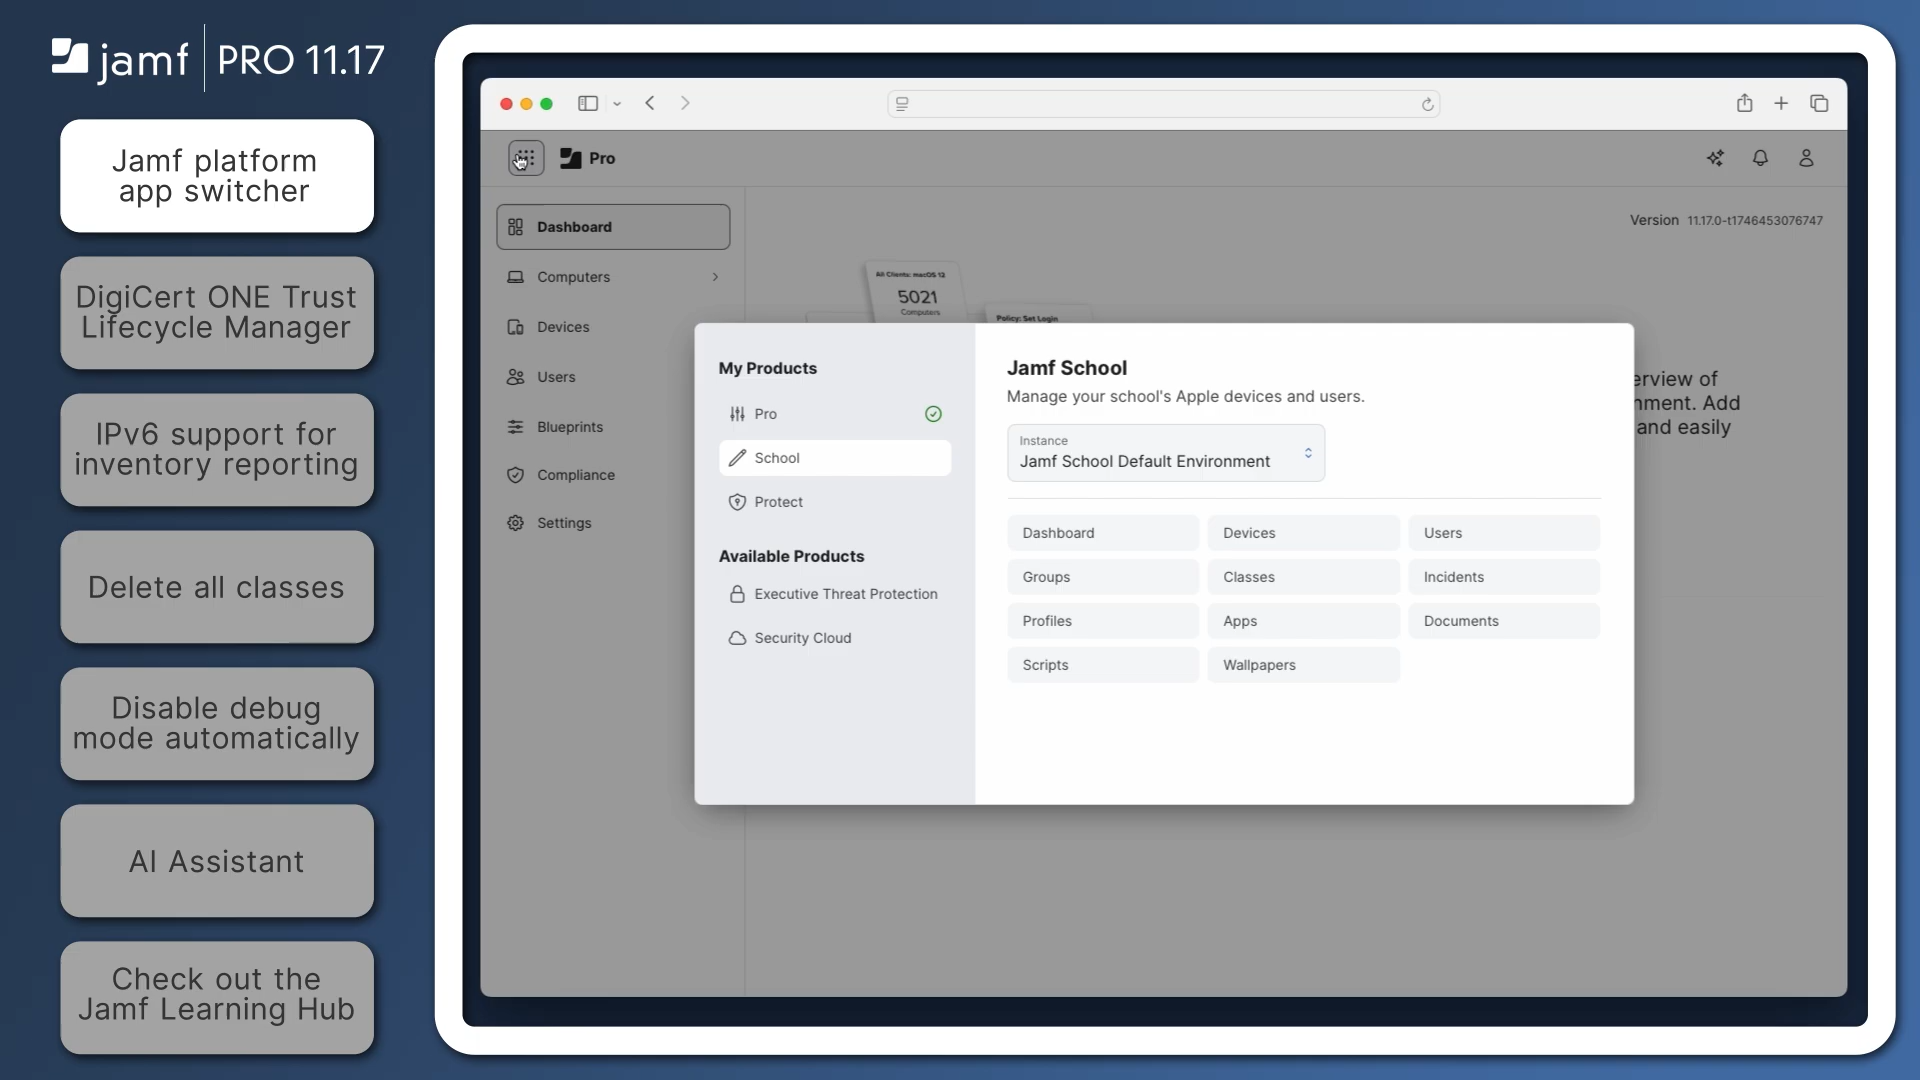 jamf PRO 11.17
Jamf platform
app switcher
DigiCert ONE Trust
Lifecycle Manager
IPv6 support for
inventory reporting
Delete all classes
Disable debug
mode automatically
AI Assistant
Check out the
Jamf Learning Hub
Pro
Dashboard
Computers
Devices
Users
Blueprints
Compliance
Settings
Version 11.17.0-t1746453076747
All Clients: macOS 12
5021
Computers
Policy: Set Login
erview of
nment. Add
and easily
My Products
Pro
School
Protect
Available Products
Executive Threat Protection
Security Cloud
Jamf School
Manage your school's Apple devices and users.
Instance
Jamf School Default Environment
Dashboard Devices Users
Groups Classes Incidents
Profiles Apps Documents
Scripts Wallpapers